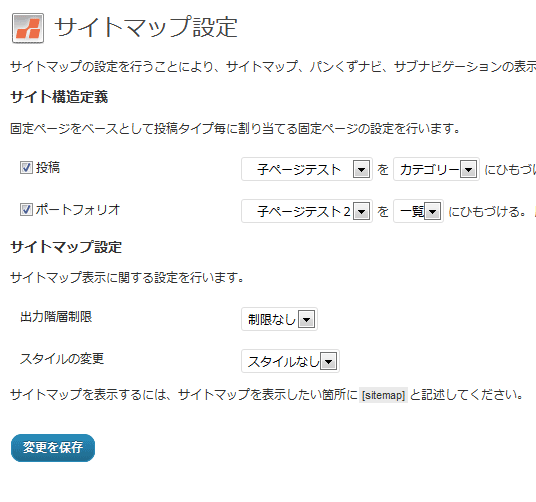 サイトマップ設定
サイトマップの設定を行うことにより、サイトマップ、パンくずナビ、サブナビゲーションの表示
サイト構造定義
固定ページをベースとして投稿タイプ毎に割り当てる固定ページの設定を行います。
投稿 子ページテスト を カテゴリー にひもづけ
ポートフォリオ 子ページテスト２ を 一覧 にひもづける。
サイトマップ設定
サイトマップ表示に関する設定を行います。
出力階層制限 制限なし
スタイルの変更 スタイルなし
サイトマップを表示するには、サイトマップを表示したい箇所に [sitemap] と記述してください。
変更を保存